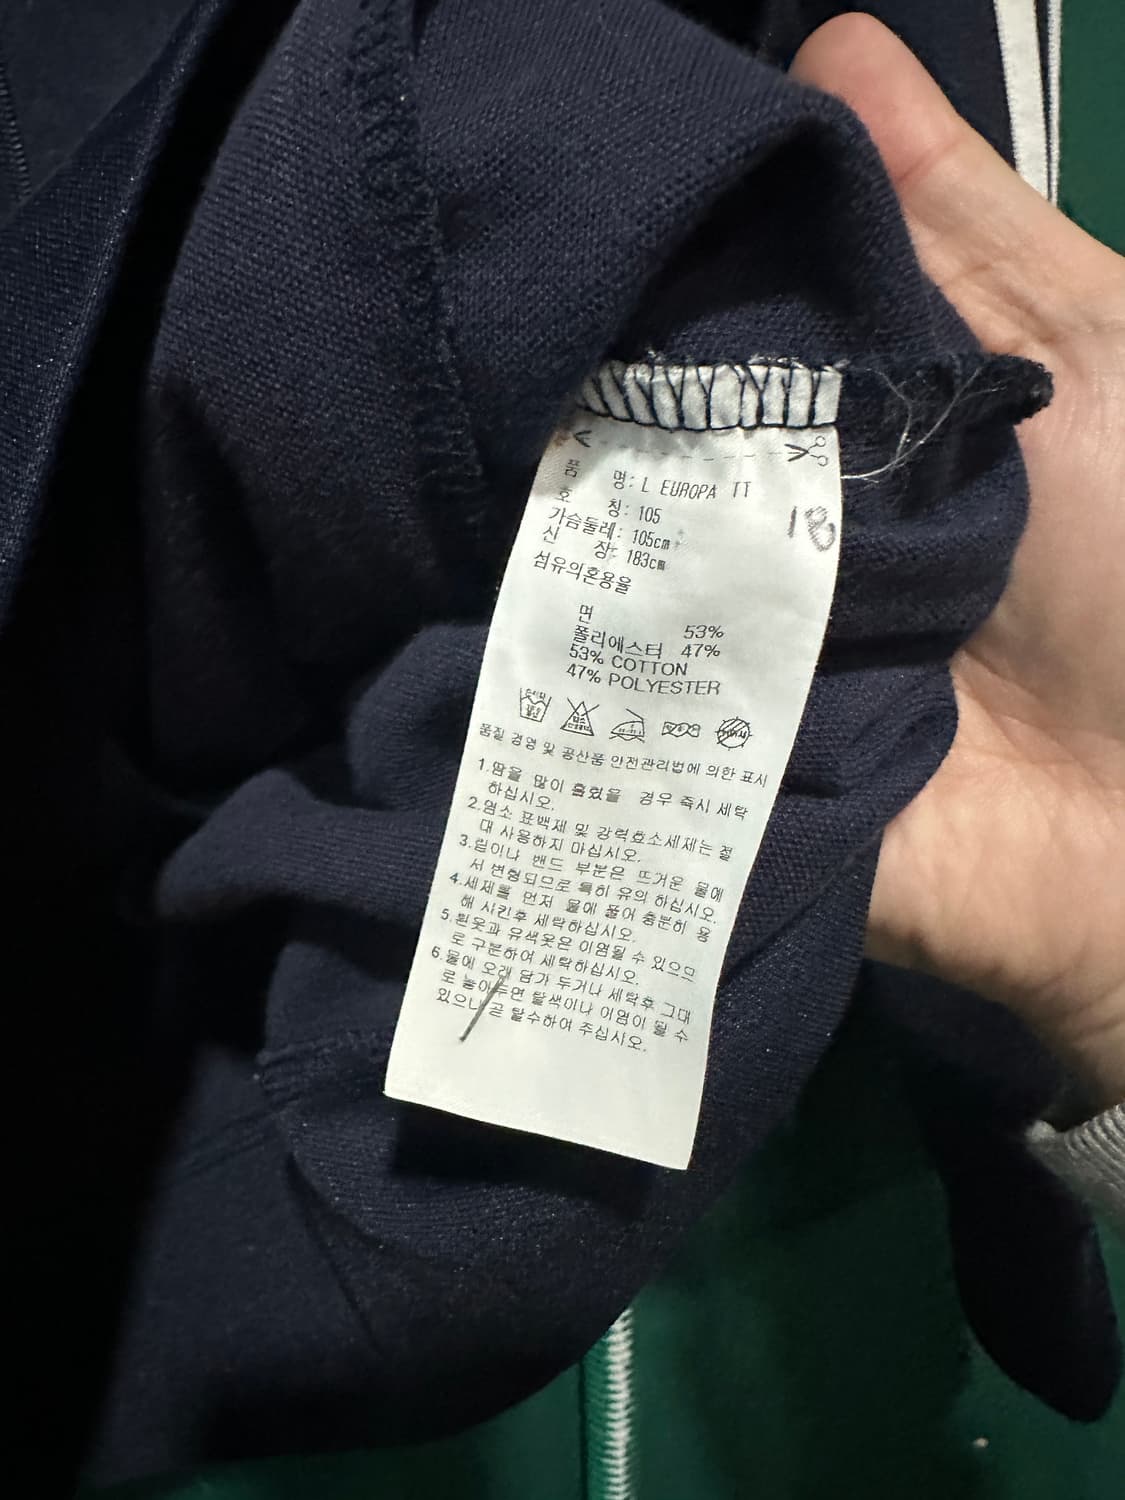 품 명: L EUROPA TT
호 칭: 105
18
가슴둘레: 105cm
신 장: 183cm
섬유의혼용율
면 53%
폴리에스터 47%
53% COTTON
47% POLYESTER
품질 경영 및 공산품 안전관리법에 의한 표시
1.땀을 많이 흘렸을 경우 즉시 세탁
하십시오.
2.염소 표백제 및 강력효소세제는 절
대 사용하지 마십시오.
3.립이나 밴드 부분은 뜨거운 물에
서 변형되므로 특히 유의 하십시오.
4.세제를 먼저 물에 풀어 충분히 용
해 시킨후 세탁하십시오.
5.흰옷과 유색옷은 이염될 수 있으므
로 구분하여 세탁하십시오.
6.물에 오래 담가 두거나 세탁후 그대
로 놓아두면 탈색이나 이염이 될 수
있으니 곧 탈수하여 주십시오.